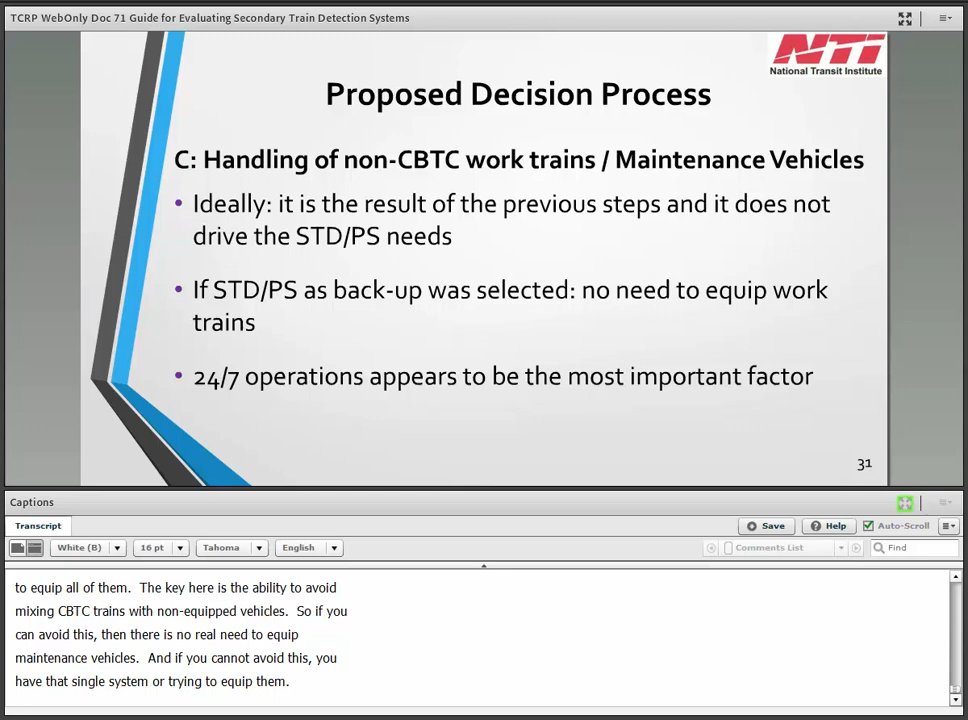 TCRP WebOnly Doc 71 Guide for Evaluating Secondary Train Detection Systems
NTI
National Transit Institute
Proposed Decision Process
C: Handling of non-CBTC work trains / Maintenance Vehicles
• Ideally: it is the result of the previous steps and it does not
drive the STD/PS needs
• If STD/PS as back-up was selected: no need to equip work
trains
• 24/7 operations appears to be the most important factor
31
Captions
Transcript
Save
Help
Auto-Scroll
White (B)
16 pt
Tahoma
English
Comments List
Find
to equip all of them.  The key here is the ability to avoid
mixing CBTC trains with non-equipped vehicles.  So if you
can avoid this, then there is no real need to equip
maintenance vehicles.  And if you cannot avoid this, you
have that single system or trying to equip them.